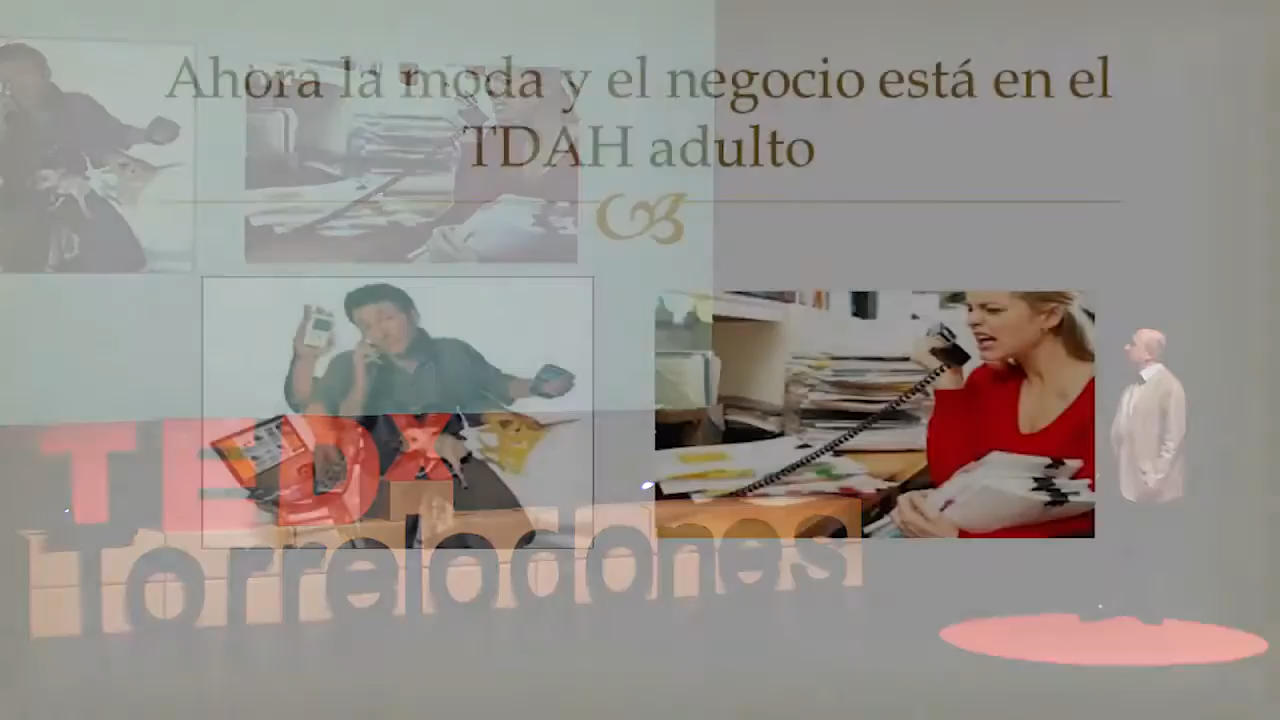 Ahora la moda y el negocio está en el
TDAH adulto
TEDx
Torrelodones